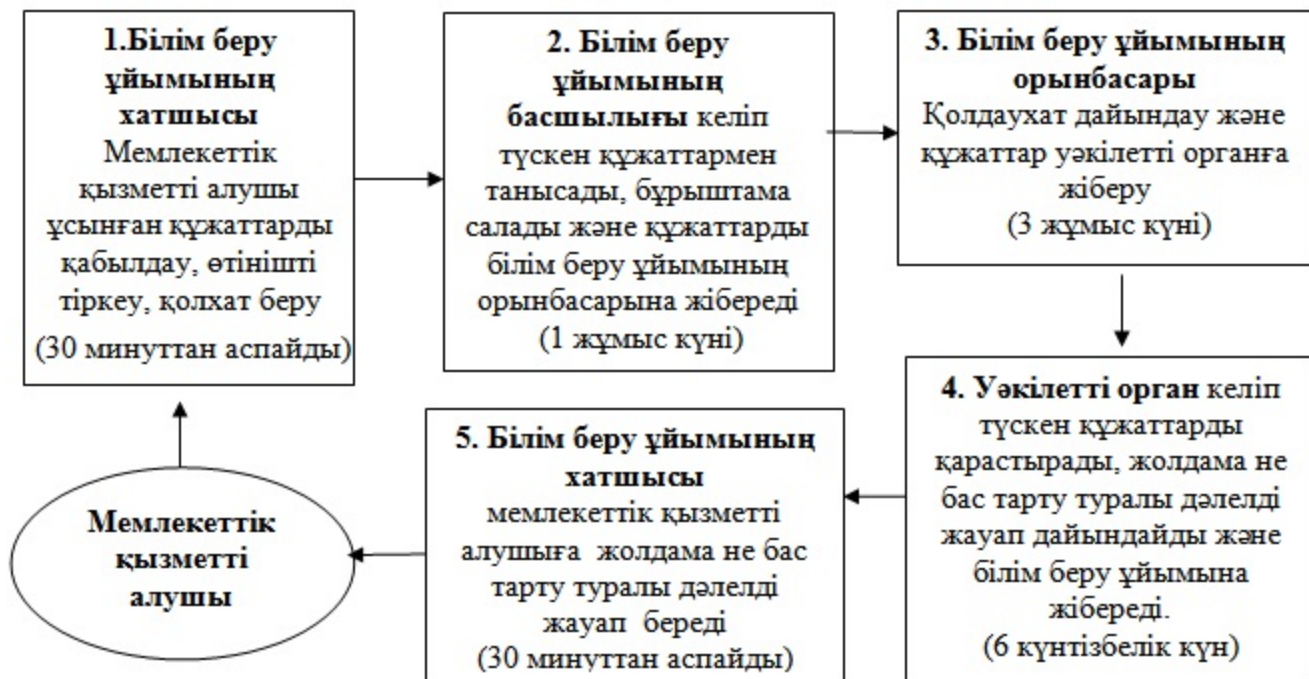 1.Білім беру
ұйымының
хатшысы
Мемлекеттік
қызметті алушы
ұсынған құжаттарды
қабылдау, өтінішті
тіркеу, қолхат беру
(30 минуттан аспайды)
2. Білім беру
ұйымының
басшылығы келіп
түскен құжаттармен
танысады, бұрыштама
салады және құжаттарды
білім беру ұйымының
орынбасарына жібереді
(1 жұмыс күні)
3. Білім беру ұйымының
орынбасары
Қолдаухат дайындау және
құжаттар уәкілетті органға
жіберу
(3 жұмыс күні)
4. Уәкілетті орган келіп
түскен құжаттарды
қарастырады, жолдама не
бас тарту туралы дәлелді
жауап дайындайды және
білім беру ұйымына
жібереді.
(6 күнтізбелік күн)
5. Білім беру ұйымының
хатшысы
мемлекеттік қызметті
алушыға жолдама не бас
тарту туралы дәлелді
жауап береді
(30 минуттан аспайды)
Мемлекеттік
қызметті
алушы